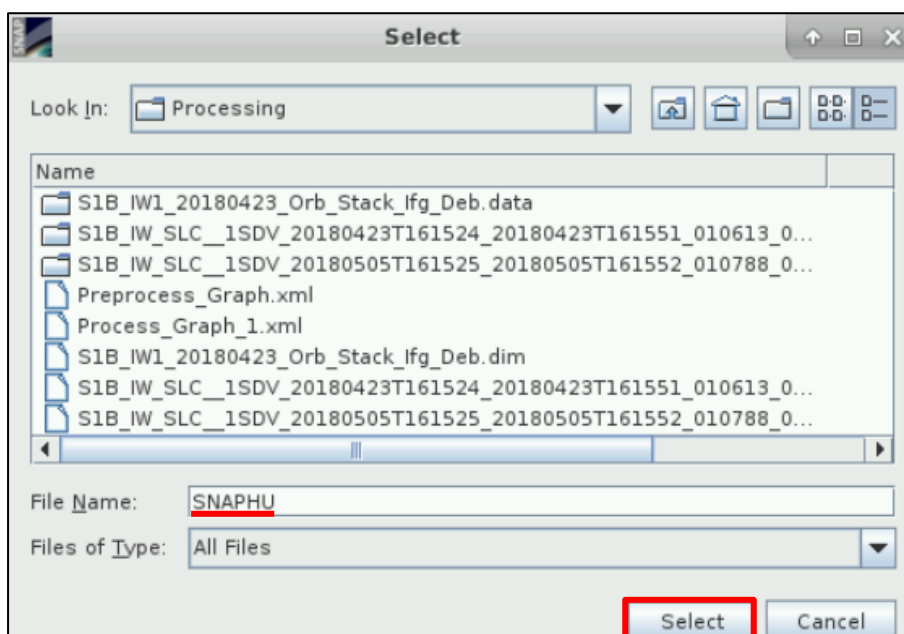 SNAP
Select
Look In: Processing
Name
S1B_IW1_20180423_Orb_Stack_Ifg_Deb.data
S1B_IW_SLC__1SDV_20180423T161524_20180423T161551_010613_0...
S1B_IW_SLC__1SDV_20180505T161525_20180505T161552_010788_0...
Preprocess_Graph.xml
Process_Graph_1.xml
S1B_IW1_20180423_Orb_Stack_Ifg_Deb.dim
S1B_IW_SLC__1SDV_20180423T161524_20180423T161551_010613_0...
S1B_IW_SLC__1SDV_20180505T161525_20180505T161552_010788_0...
File Name: SNAPHU
Files of Type: All Files
Select Cancel